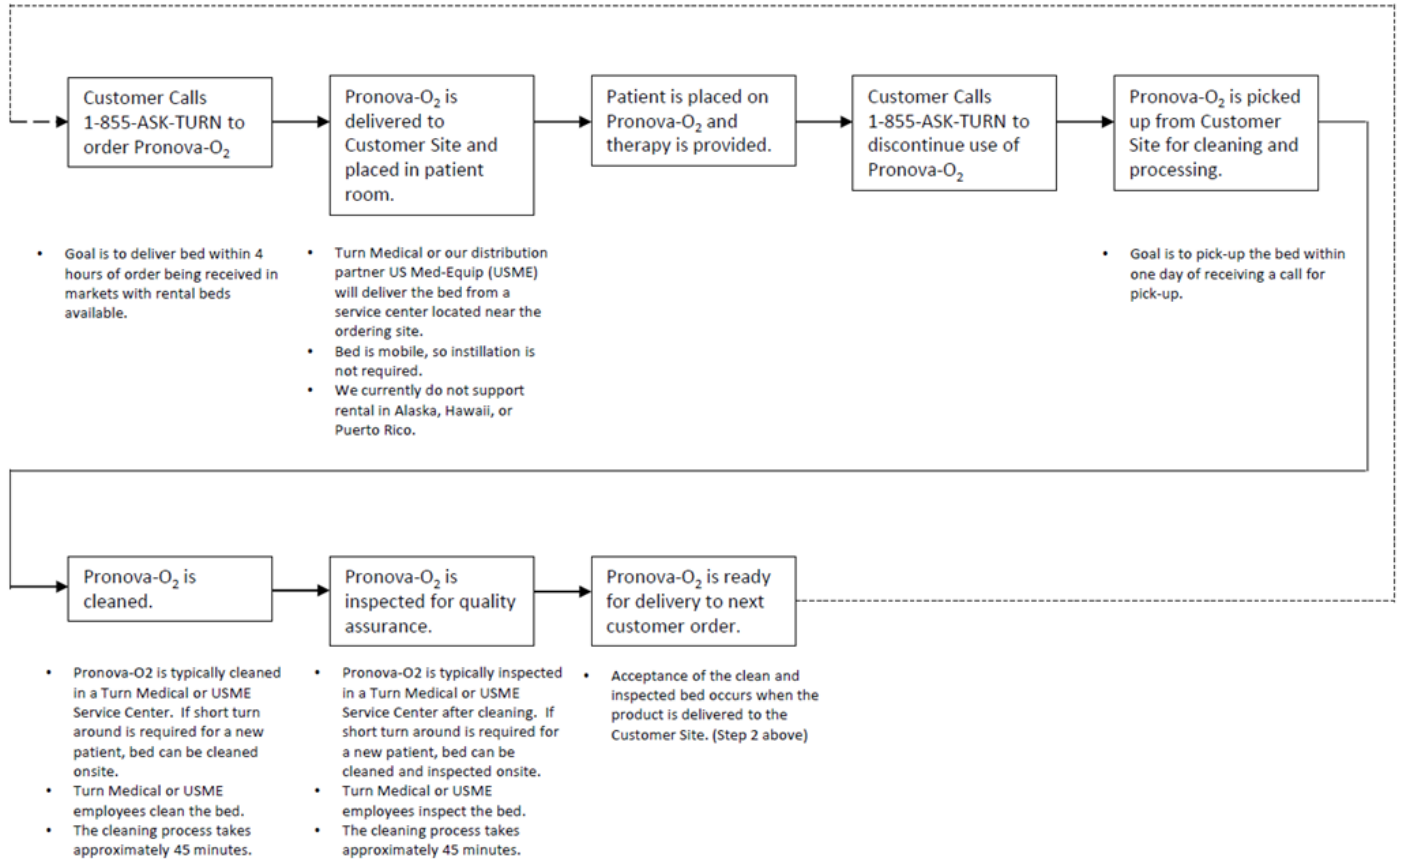 Customer Calls
1-855-ASK-TURN to
order Pronova-O₂
Pronova-O₂ is
delivered to
Customer Site and
placed in patient
room.
Patient is placed on
Pronova-O₂ and
therapy is provided.
Customer Calls
1-855-ASK-TURN to
discontinue use of
Pronova-O₂
Pronova-O₂ is picked
up from Customer
Site for cleaning and
processing.
• Goal is to deliver bed within 4
hours of order being received in
markets with rental beds
available.
• Turn Medical or our distribution
partner US Med-Equip (USME)
will deliver the bed from a
service center located near the
ordering site.
• Bed is mobile, so instillation is
not required.
• We currently do not support
rental in Alaska, Hawaii, or
Puerto Rico.
• Goal is to pick-up the bed within
one day of receiving a call for
pick-up.
Pronova-O₂ is
cleaned.
Pronova-O₂ is
inspected for quality
assurance.
Pronova-O₂ is ready
for delivery to next
customer order.
• Pronova-O2 is typically cleaned
in a Turn Medical or USME
Service Center. If short turn
around is required for a new
patient, bed can be cleaned
onsite.
• Turn Medical or USME
employees clean the bed.
• The cleaning process takes
approximately 45 minutes.
• Pronova-O2 is typically inspected
in a Turn Medical or USME
Service Center after cleaning. If
short turn around is required for
a new patient, bed can be
cleaned and inspected onsite.
• Turn Medical or USME
employees inspect the bed.
• The cleaning process takes
approximately 45 minutes.
• Acceptance of the clean and
inspected bed occurs when the
product is delivered to the
Customer Site. (Step 2 above)